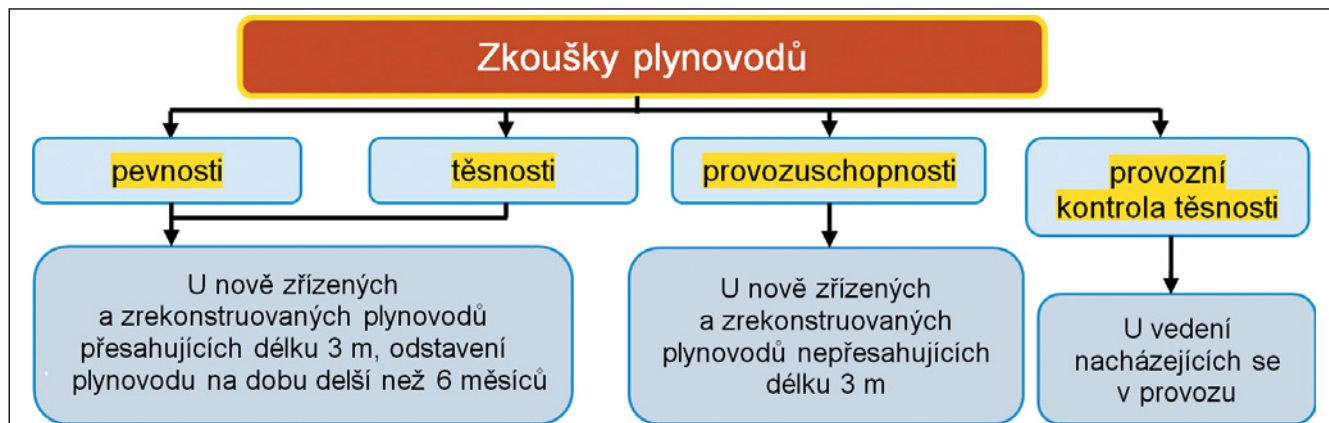 Zkoušky plynovodů
pevnosti
těsnosti
provozuschopnosti
provozní
kontrola těsnosti
U nově zřízených
a zrekonstruovaných plynovodů
přesahujících délku 3 m, odstavení
plynovodu na dobu delší než 6 měsíců
U nově zřízených
a zrekonstruovaných
plynovodů nepřesahujících
délku 3 m
U vedení
nacházejících se
v provozu